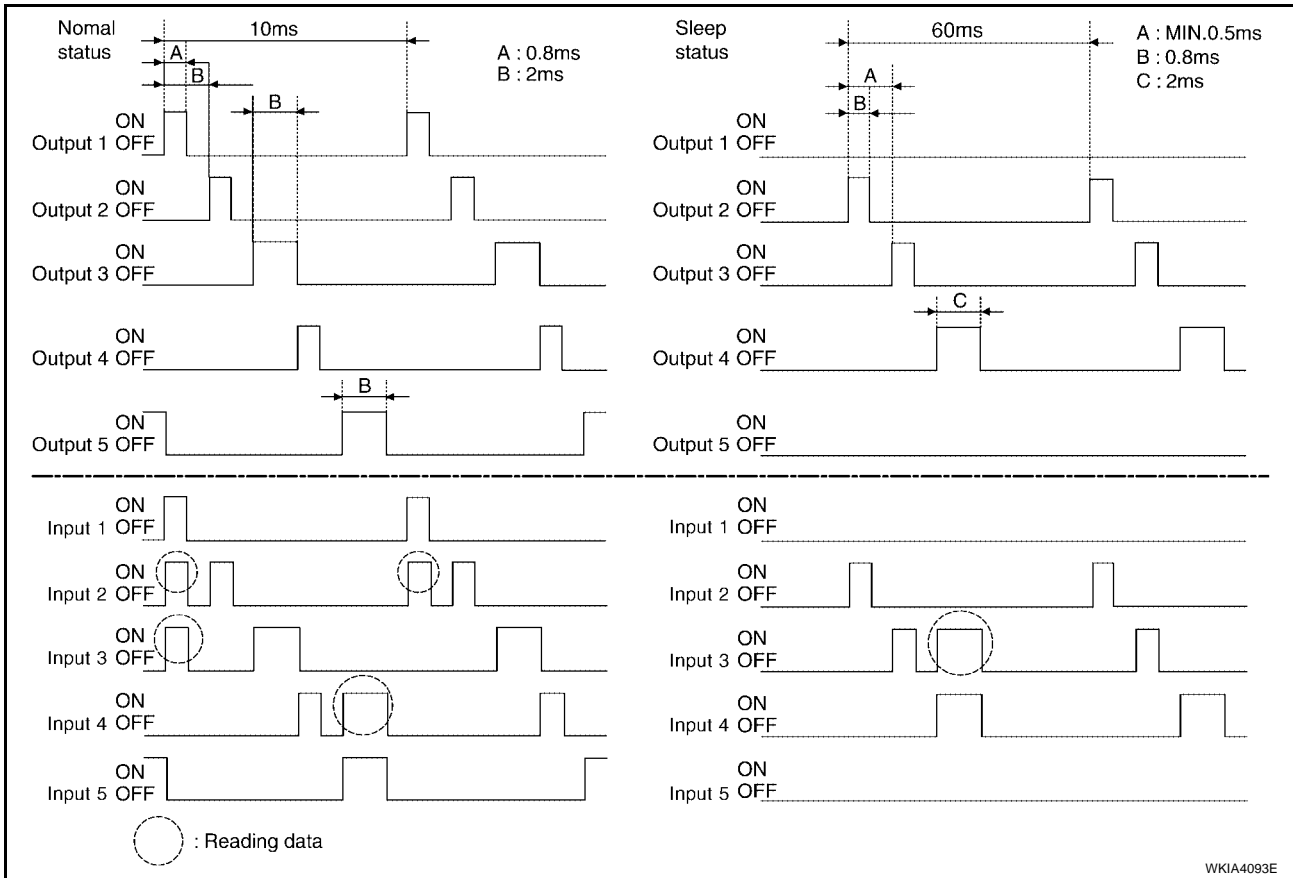 Nomal
status
10ms
A
B
B
A : 0.8ms
B : 2ms
ON
Output 1 OFF
ON
Output 2 OFF
ON
Output 3 OFF
ON
Output 4 OFF
B
ON
Output 5 OFF
Sleep
status
60ms
A
B
A : MIN.0.5ms
B : 0.8ms
C : 2ms
ON
Output 1 OFF
ON
Output 2 OFF
ON
Output 3 OFF
C
ON
Output 4 OFF
ON
Output 5 OFF
ON
Input 1 OFF
ON
Input 2 OFF
ON
Input 3 OFF
ON
Input 4 OFF
ON
Input 5 OFF
ON
Input 1 OFF
ON
Input 2 OFF
ON
Input 3 OFF
ON
Input 4 OFF
ON
Input 5 OFF
: Reading data
WKIA4093E